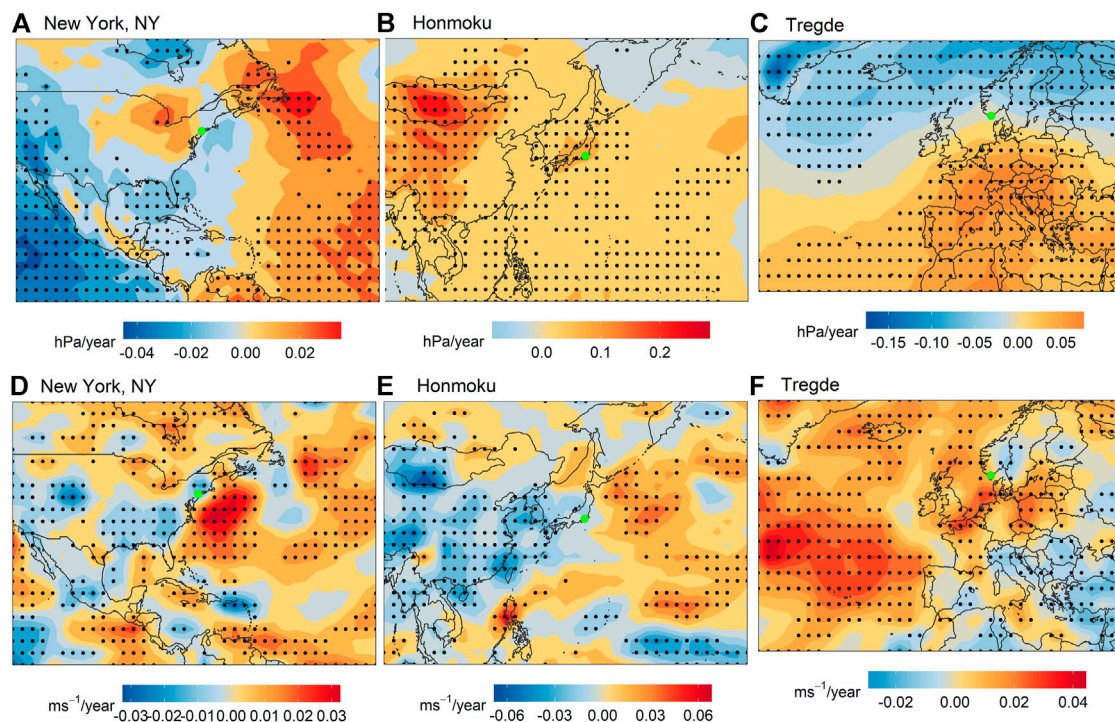 A New York, NY
B Honmoku
C Tregde
hPa/year -0.04 -0.02 0.00 0.02
hPa/year 0.0 0.1 0.2
hPa/year -0.15 -0.10 -0.05 0.00 0.05
D New York, NY
E Honmoku
F Tregde
ms⁻¹/year -0.03 -0.02 -0.01 0.00 0.01 0.02 0.03
ms⁻¹/year -0.06 -0.03 0.00 0.03 0.06
ms⁻¹/year -0.02 0.00 0.02 0.04